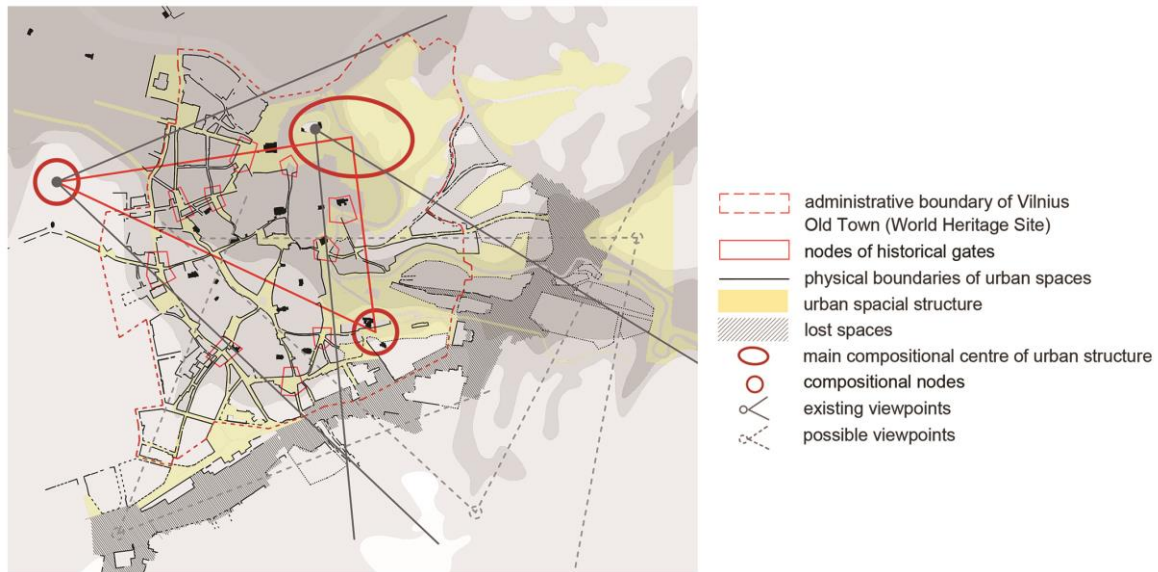 administrative boundary of Vilnius
Old Town (World Heritage Site)
nodes of historical gates
physical boundaries of urban spaces
urban spacial structure
lost spaces
main compositional centre of urban structure
compositional nodes
existing viewpoints
possible viewpoints